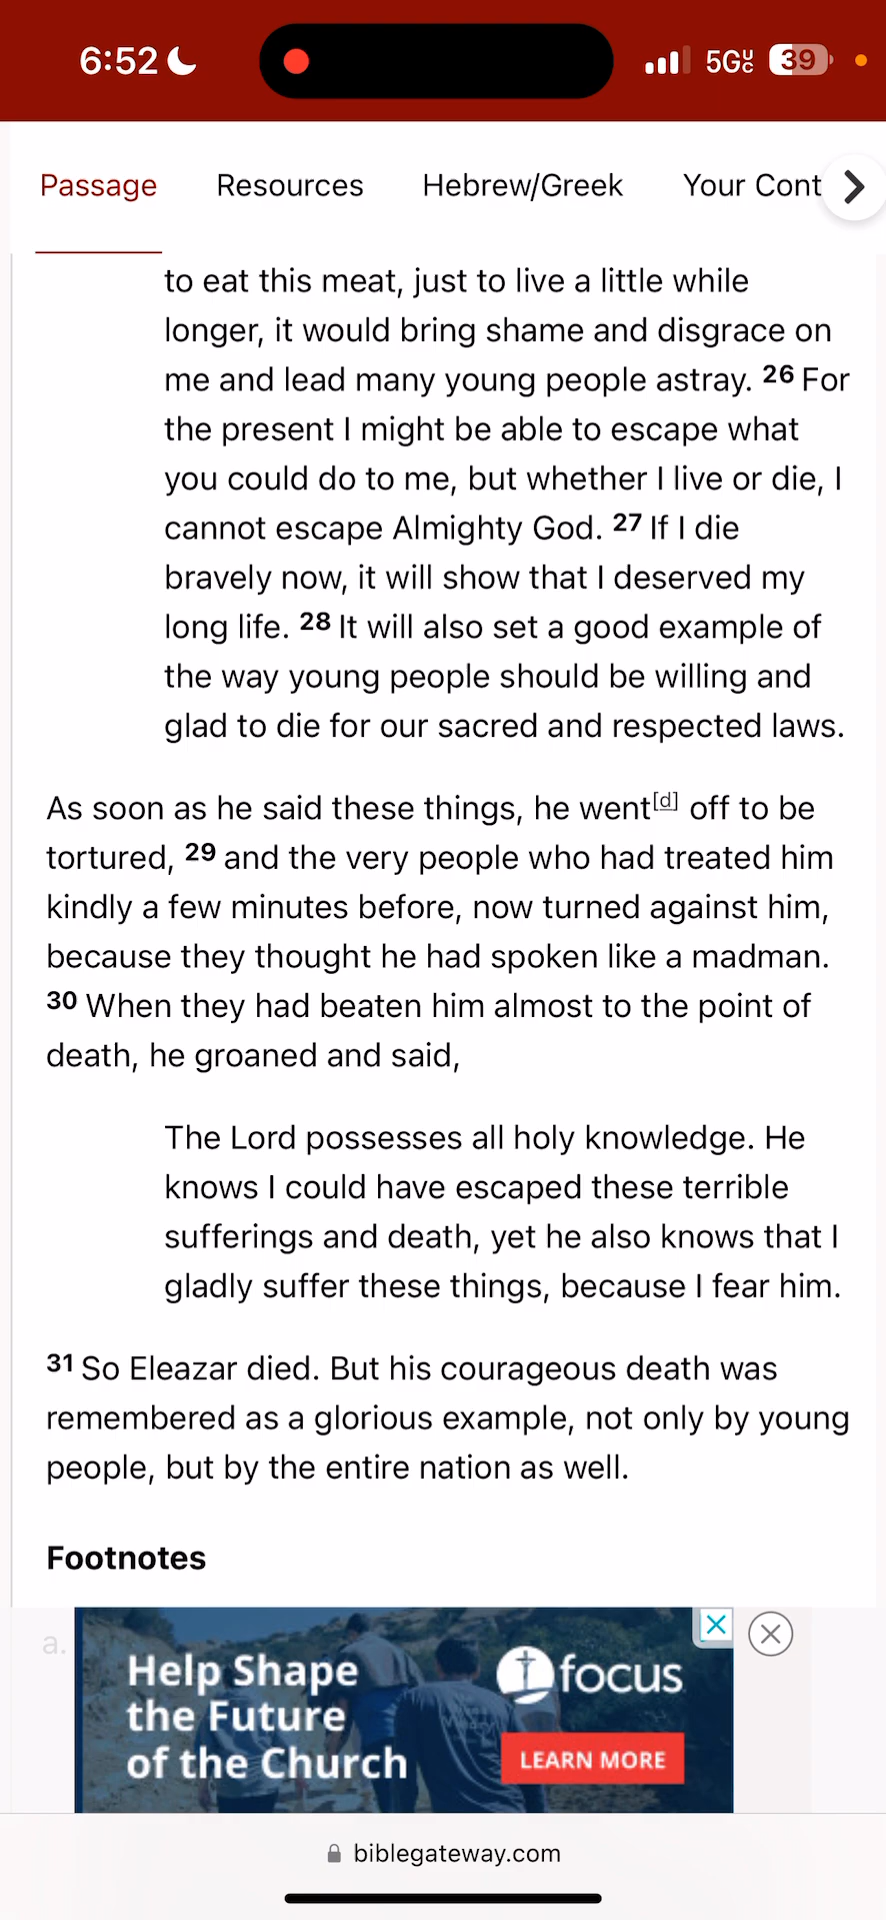 6:52
5GUC
39
Passage
Resources
Hebrew/Greek
Your Cont
to eat this meat, just to live a little while
longer, it would bring shame and disgrace on
me and lead many young people astray. 26 For
the present I might be able to escape what
you could do to me, but whether I live or die, I
cannot escape Almighty God. 27 If I die
bravely now, it will show that I deserved my
long life. 28 It will also set a good example of
the way young people should be willing and
glad to die for our sacred and respected laws.
As soon as he said these things, he went[d] off to be
tortured, 29 and the very people who had treated him
kindly a few minutes before, now turned against him,
because they thought he had spoken like a madman.
30 When they had beaten him almost to the point of
death, he groaned and said,
The Lord possesses all holy knowledge. He
knows I could have escaped these terrible
sufferings and death, yet he also knows that I
gladly suffer these things, because I fear him.
31 So Eleazar died. But his courageous death was
remembered as a glorious example, not only by young
people, but by the entire nation as well.
Footnotes
a.
Help Shape
the Future
of the Church
focus
LEARN MORE
biblegateway.com